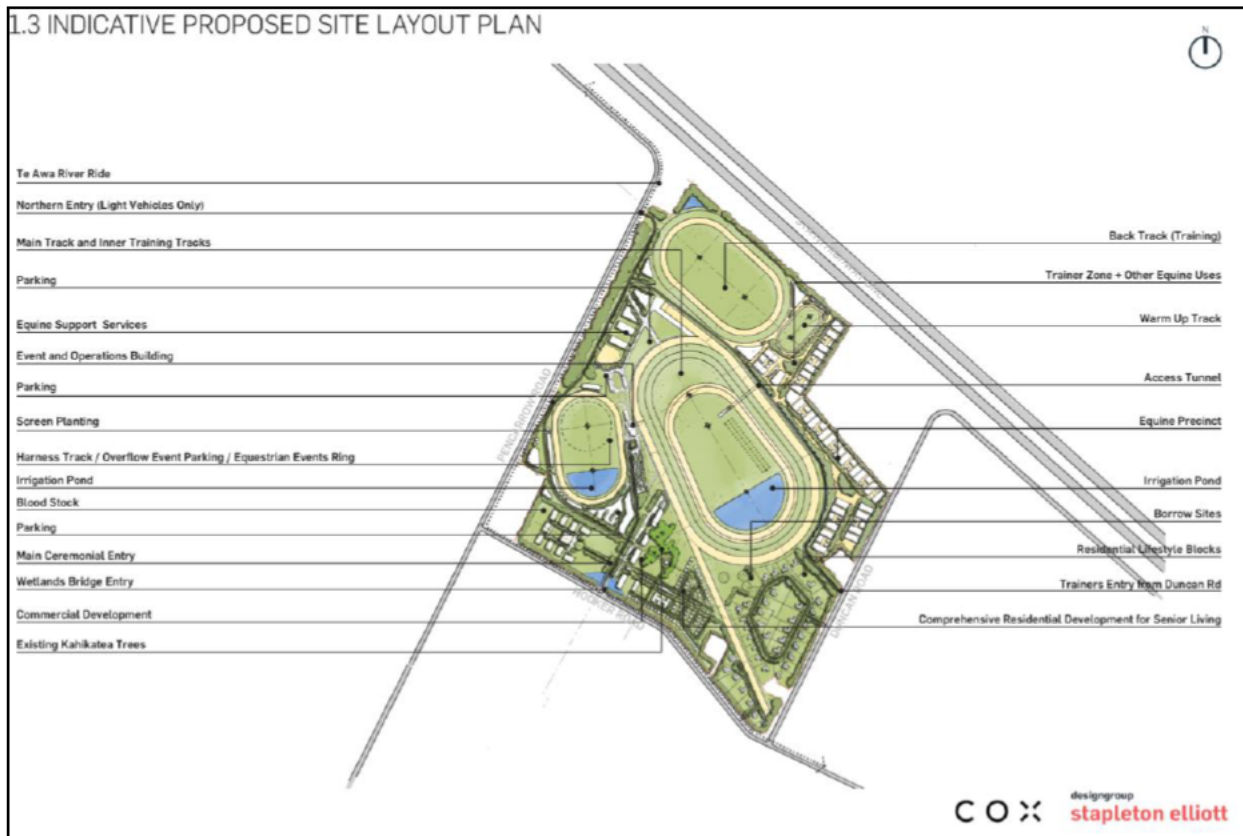 1.3 INDICATIVE PROPOSED SITE LAYOUT PLAN
N
Te Awa River Ride
Northern Entry (Light Vehicles Only)
Main Track and Inner Training Tracks
Parking
Equine Support Services
Event and Operations Building
Parking
Screen Planting
Harness Track / Overflow Event Parking / Equestrian Events Ring
Irrigation Pond
Blood Stock
Parking
Main Ceremonial Entry
Wetlands Bridge Entry
Commercial Development
Existing Kahikatea Trees
Back Track (Training)
Trainer Zone + Other Equine Uses
Warm Up Track
Access Tunnel
Equine Precinct
Irrigation Pond
Borrow Sites
Residential Lifestyle Blocks
Trainers Entry from Duncan Rd
Comprehensive Residential Development for Senior Living
PENCARROW ROAD
HOOKER ROAD
DUNCAN ROAD
COX
designgroup
stapleton elliott